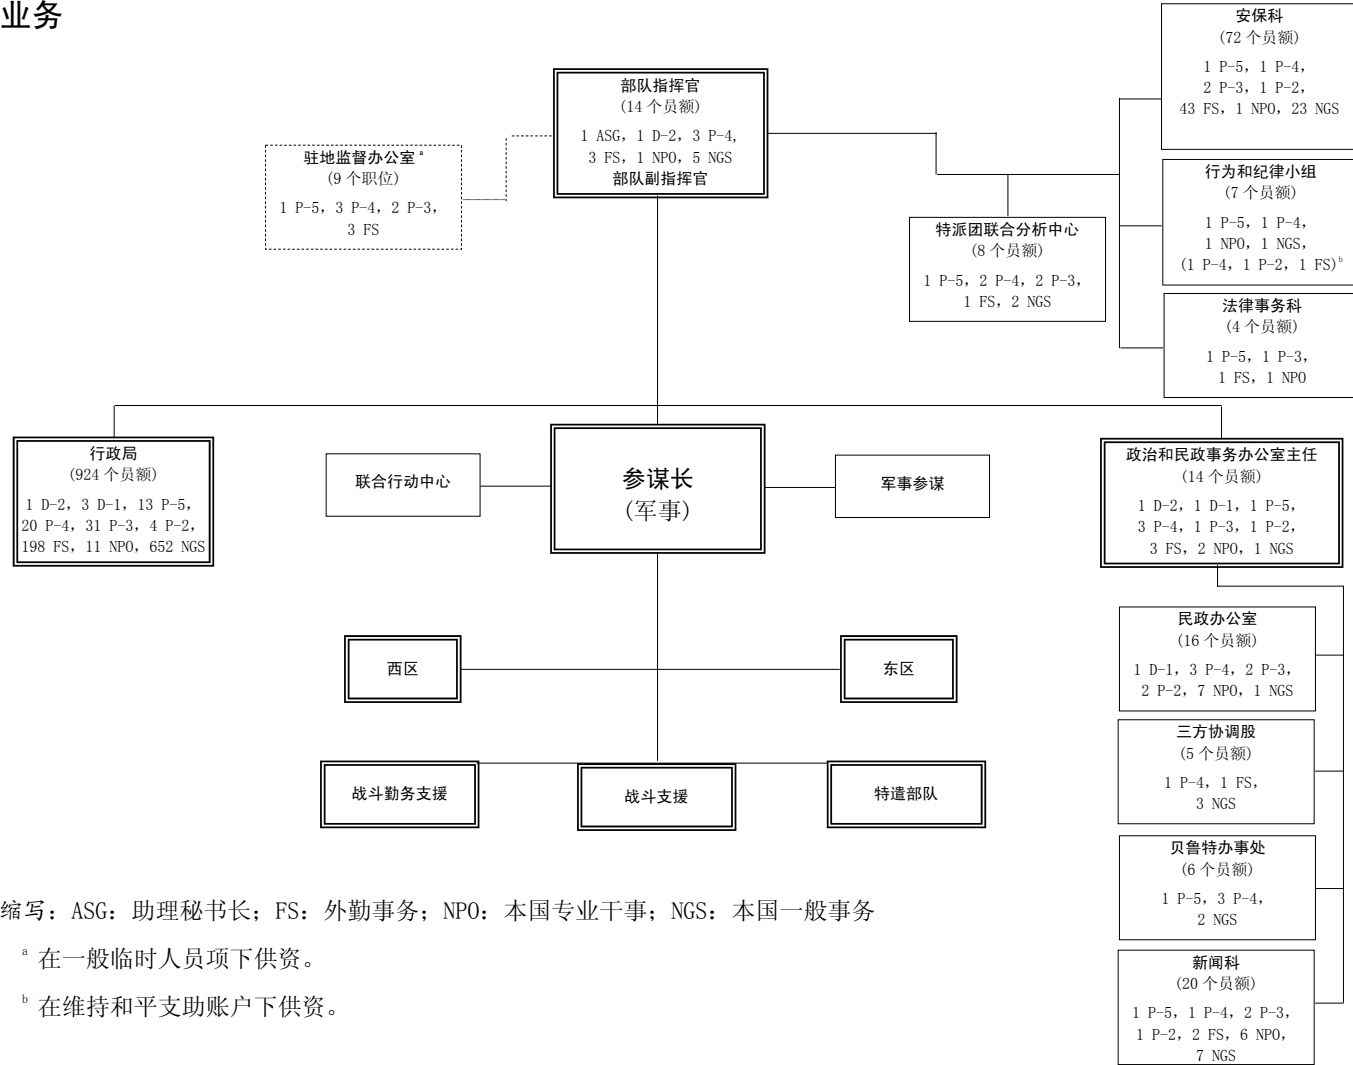 业务
安保科
(72 个员额)
1 P-5, 1 P-4,
2 P-3, 1 P-2,
43 FS, 1 NPO, 23 NGS
部队指挥官
(14 个员额)
1 ASG, 1 D-2, 3 P-4,
3 FS, 1 NPO, 5 NGS
部队副指挥官
驻地监督办公室 ᵃ
(9 个职位)
1 P-5, 3 P-4, 2 P-3,
3 FS
行为和纪律小组
(7 个员额)
1 P-5, 1 P-4,
1 NPO, 1 NGS,
(1 P-4, 1 P-2, 1 FS)ᵇ
特派团联合分析中心
(8 个员额)
1 P-5, 2 P-4, 2 P-3,
1 FS, 2 NGS
法律事务科
(4 个员额)
1 P-5, 1 P-3,
1 FS, 1 NPO
行政局
(924 个员额)
1 D-2, 3 D-1, 13 P-5,
20 P-4, 31 P-3, 4 P-2,
198 FS, 11 NPO, 652 NGS
联合行动中心
参谋长
(军事)
军事参谋
政治和民政事务办公室主任
(14 个员额)
1 D-2, 1 D-1, 1 P-5,
3 P-4, 1 P-3, 1 P-2,
3 FS, 2 NPO, 1 NGS
民政办公室
(16 个员额)
1 D-1, 3 P-4, 2 P-3,
2 P-2, 7 NPO, 1 NGS
西区
东区
三方协调股
(5 个员额)
1 P-4, 1 FS,
3 NGS
战斗勤务支援
战斗支援
特遣部队
贝鲁特办事处
(6 个员额)
1 P-5, 3 P-4,
2 NGS
新闻科
(20 个员额)
1 P-5, 1 P-4, 2 P-3,
1 P-2, 2 FS, 6 NPO,
7 NGS
缩写：ASG：助理秘书长；FS：外勤事务；NPO：本国专业干事；NGS：本国一般事务
ᵃ 在一般临时人员项下供资。
ᵇ 在维持和平支助账户下供资。